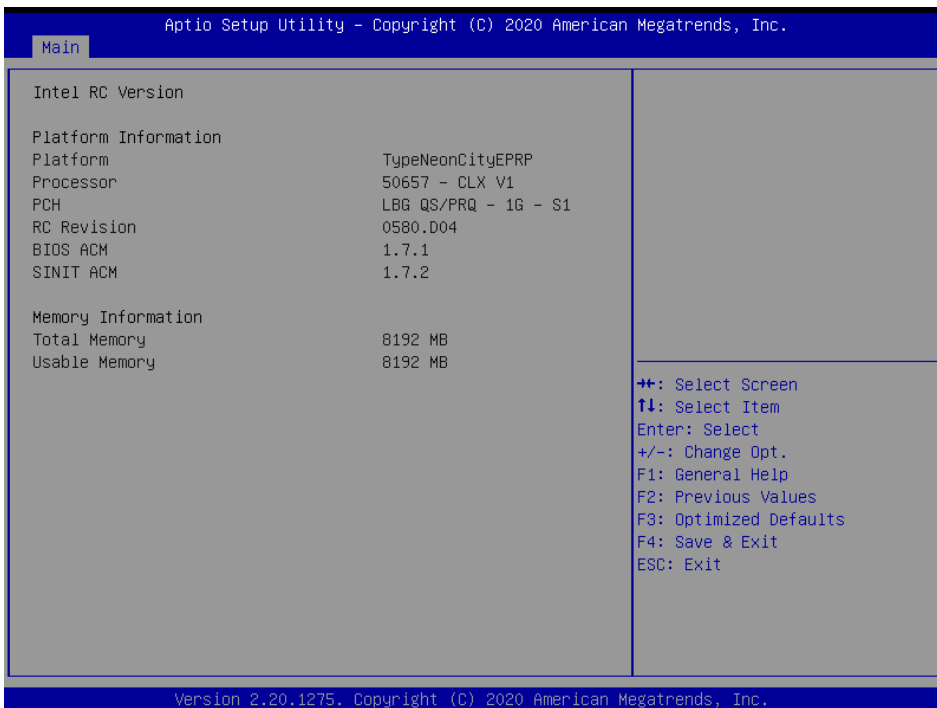 Aptio Setup Utility – Copyright (C) 2020 American Megatrends, Inc.
Main
Intel RC Version
Platform Information
Platform TypeNeonCityEPRP
Processor 50657 – CLX V1
PCH LBG QS/PRQ – 1G – S1
RC Revision 0580.D04
BIOS ACM 1.7.1
SINIT ACM 1.7.2
Memory Information
Total Memory 8192 MB
Usable Memory 8192 MB
→←: Select Screen
↑↓: Select Item
Enter: Select
+/–: Change Opt.
F1: General Help
F2: Previous Values
F3: Optimized Defaults
F4: Save & Exit
ESC: Exit
Version 2.20.1275. Copyright (C) 2020 American Megatrends, Inc.